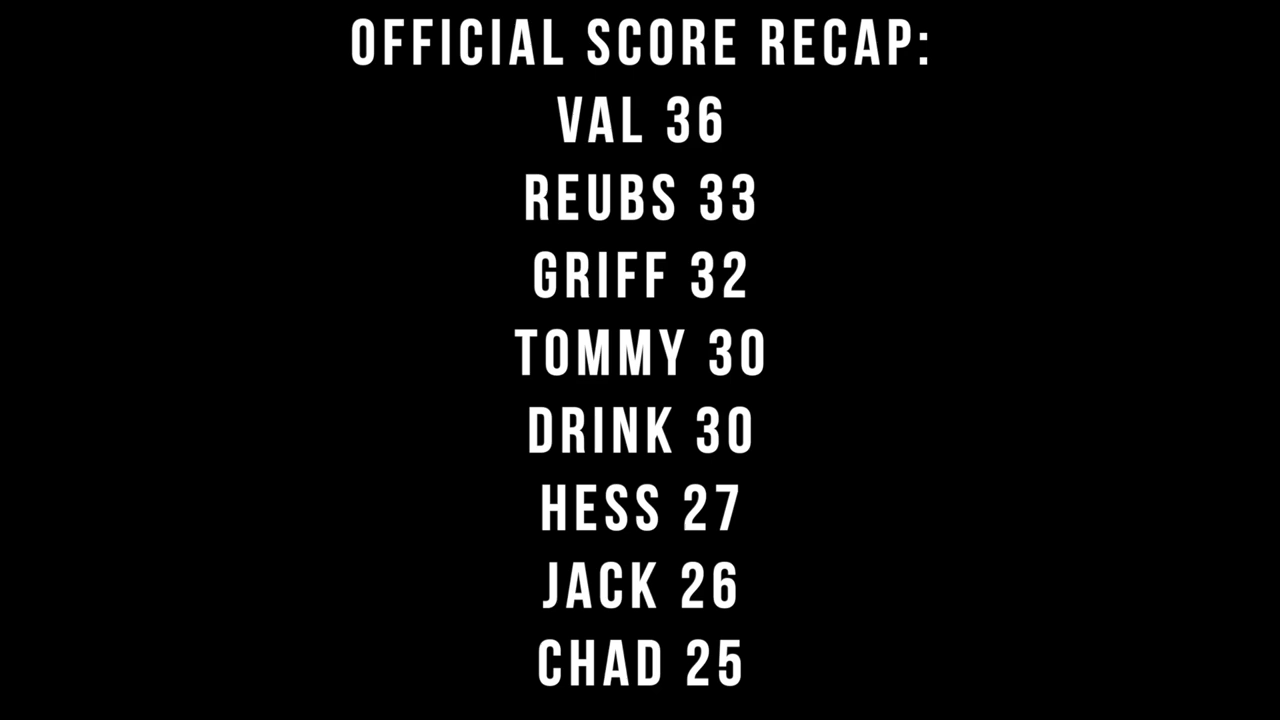 OFFICIAL SCORE RECAP:
VAL 36
REUBS 33
GRIFF 32
TOMMY 30
DRINK 30
HESS 27
JACK 26
CHAD 25